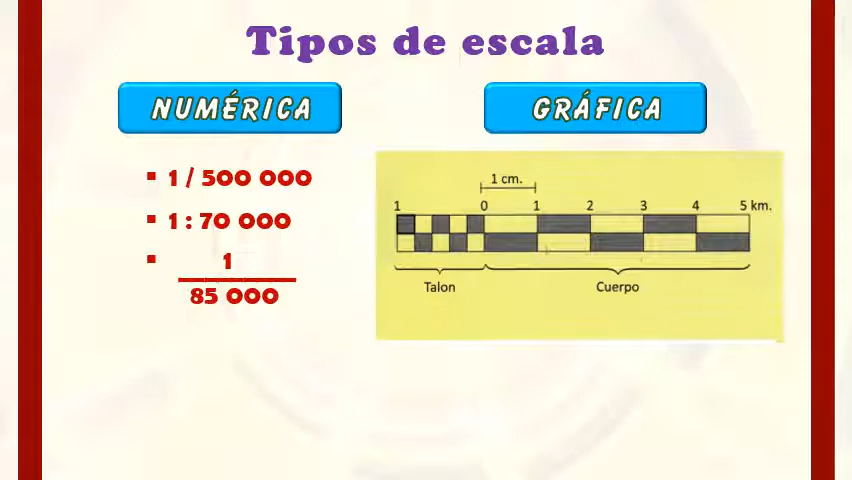 Tipos de escala
NUMÉRICA
GRÁFICA
▪ 1 / 500 000
▪ 1 : 70 000
▪ 1
85 000
1 cm.
1 0 1 2 3 4 5 km.
Talon
Cuerpo